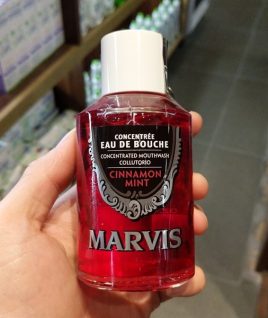 CONCENTRÉE
EAU DE BOUCHE
CONCENTRATED MOUTHWASH
COLLUTORIO
CINNAMON
MINT
MARVIS